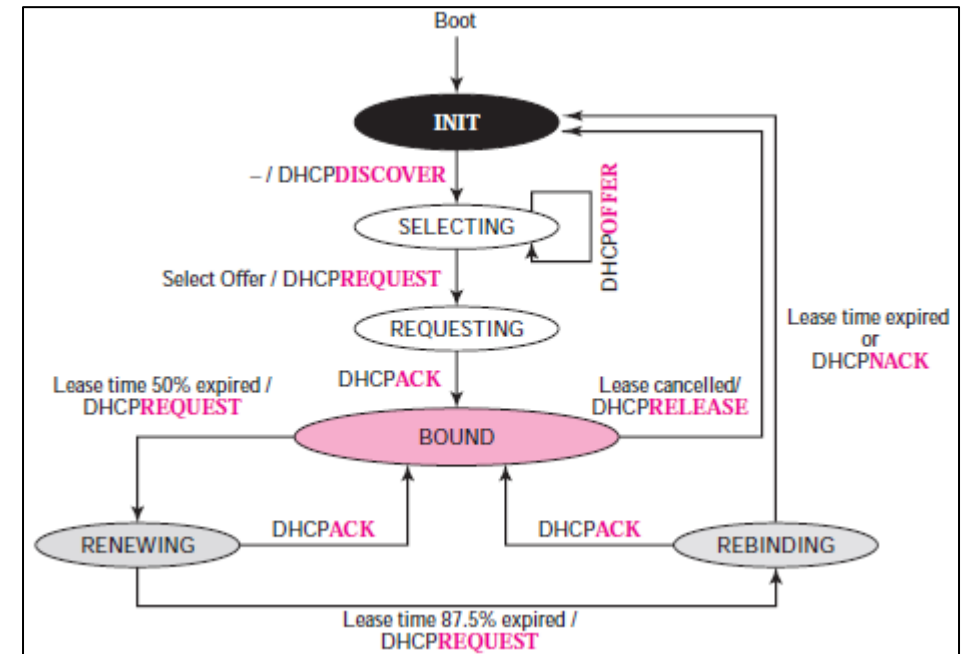 Boot
INIT
– / DHCPDISCOVER
SELECTING
DHCPOFFER
Select Offer / DHCPREQUEST
REQUESTING
DHCPACK
Lease time expired
or
DHCPNACK
Lease time 50% expired /
DHCPREQUEST
Lease cancelled/
DHCPRELEASE
BOUND
RENEWING
DHCPACK
DHCPACK
REBINDING
Lease time 87.5% expired /
DHCPREQUEST